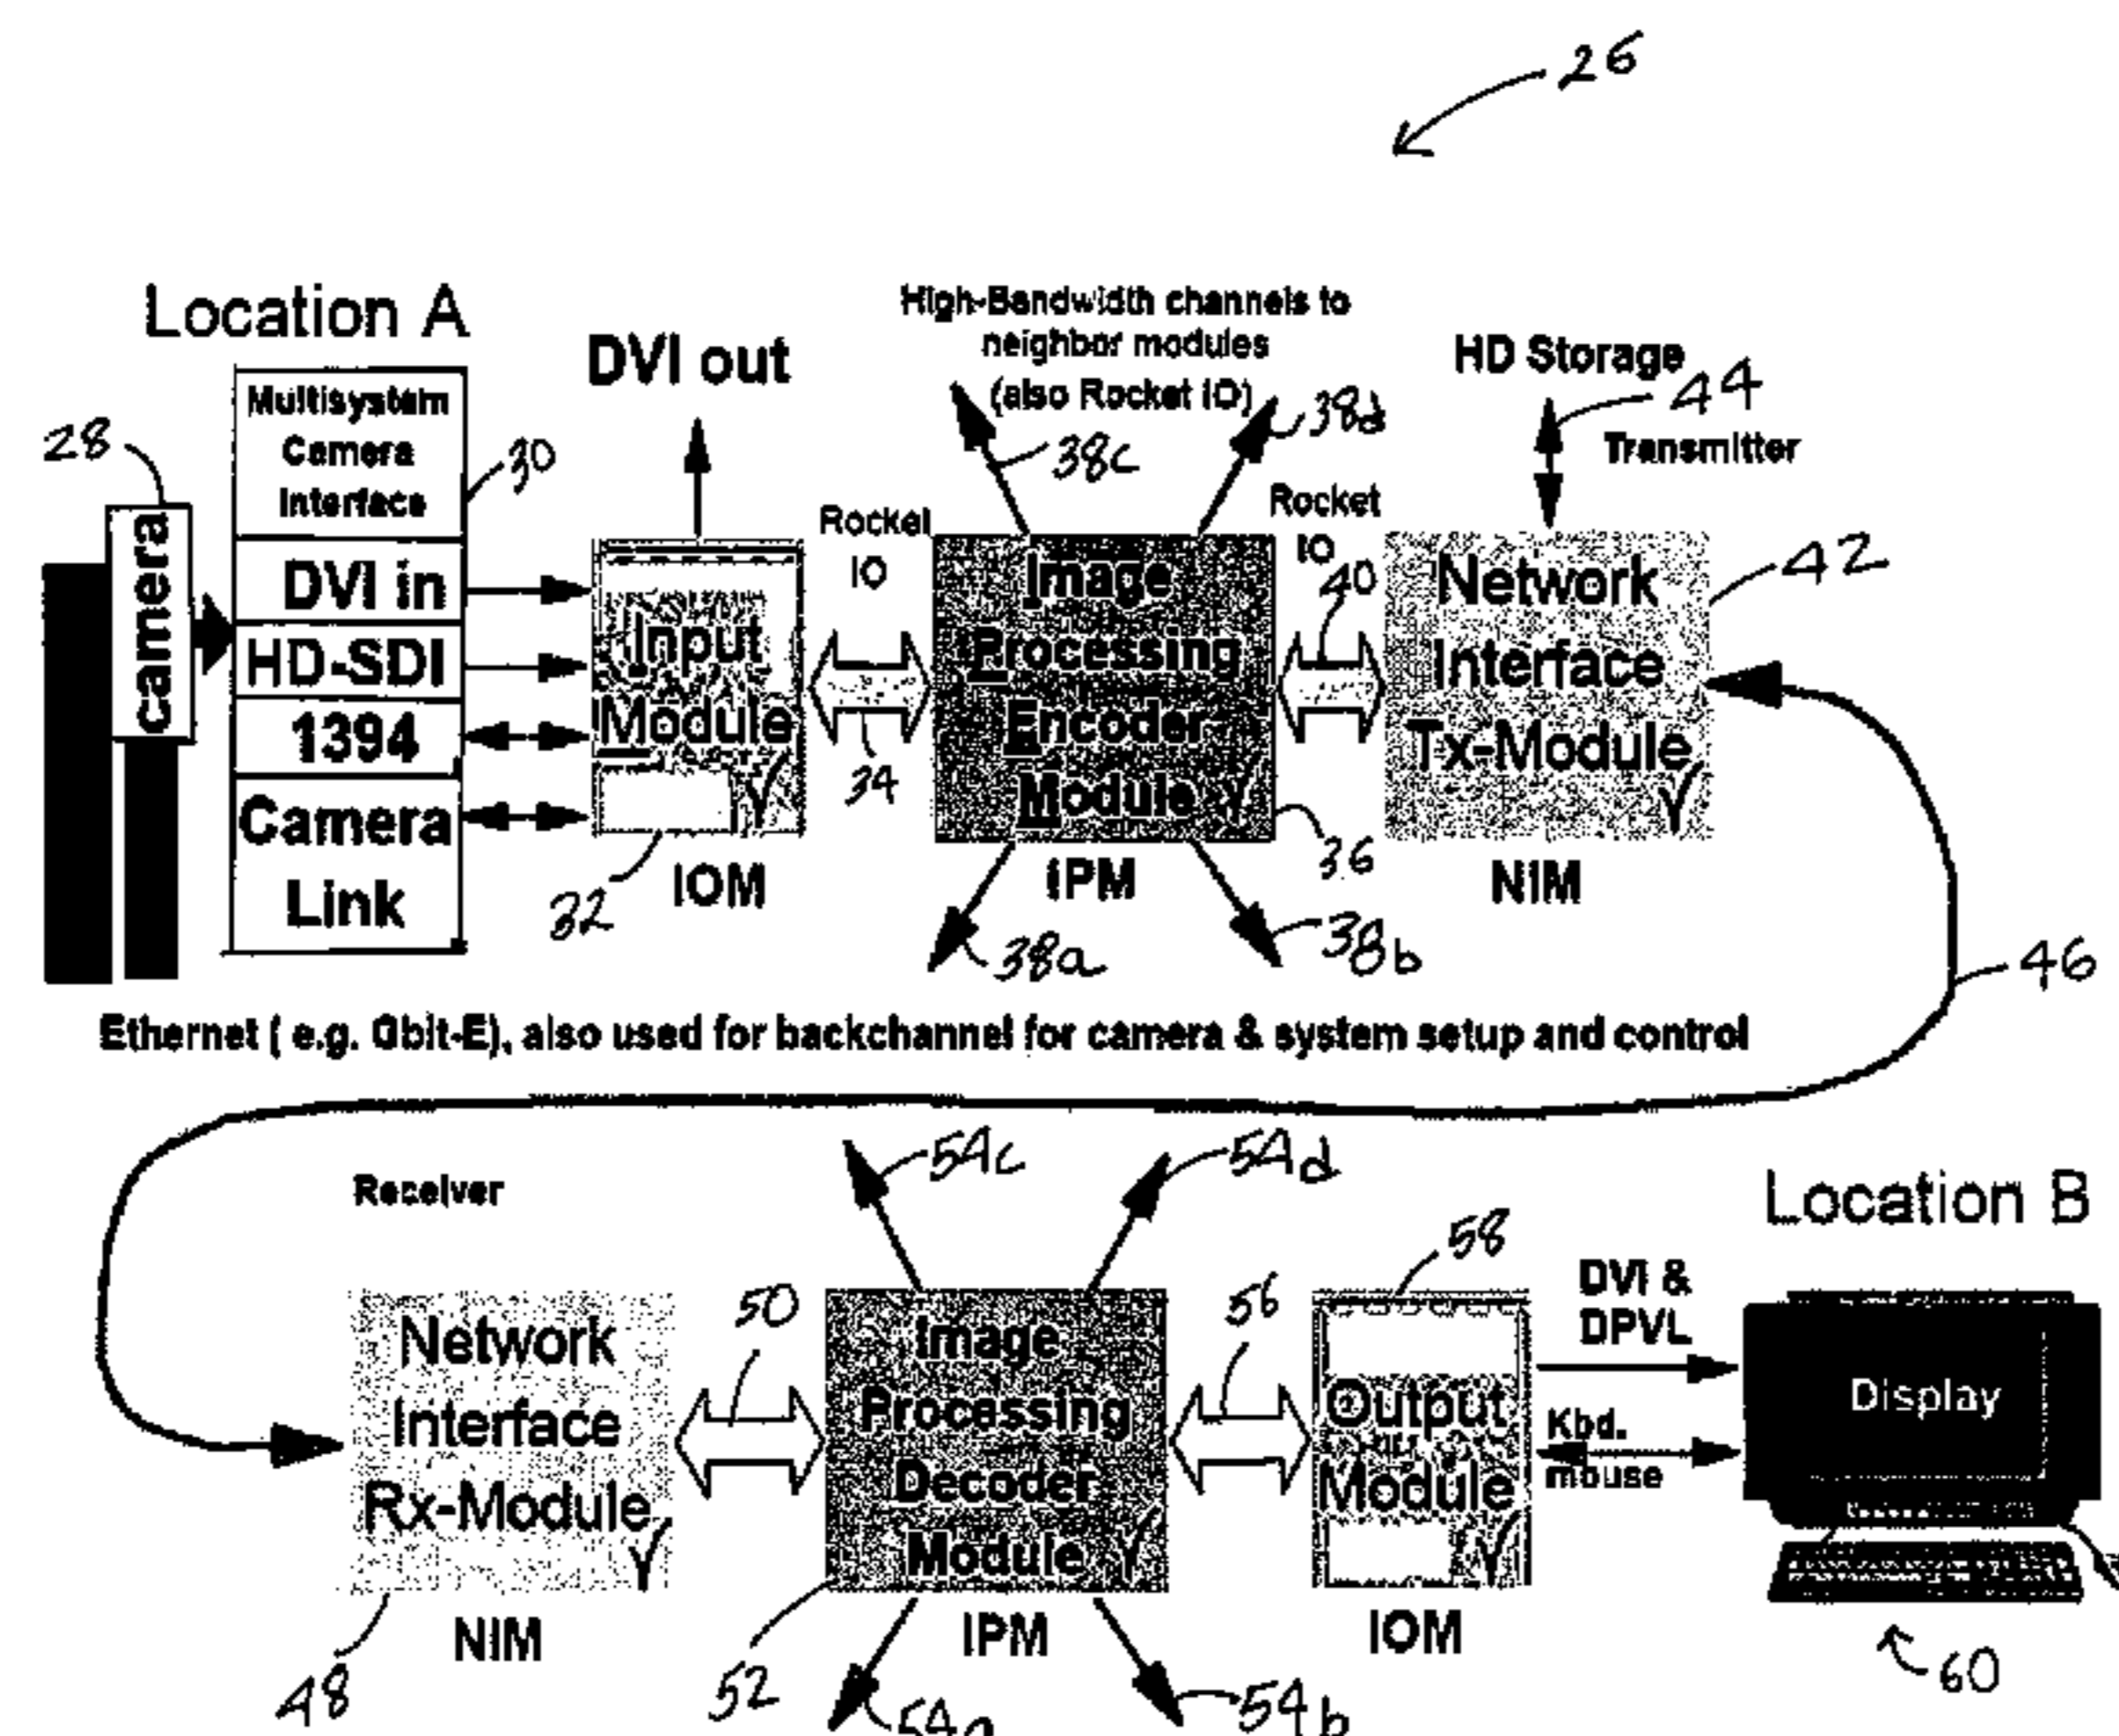 26
Location A
High-Bandwidth channels to
neighbor modules
(also Rocket IO)
DVI out
HD Storage
44
Transmitter
Multisystem
Camera
Interface
28
30
38c
38d
camera
Rocket
IO
Rocket
IO
40
42
DVI in
HD-SDI
1394
Camera
Link
Input
Module
34
Image
Processing
Encoder
Module
Network
Interface
Tx-Module
32
IOM
IPM
36
NIM
38a
38b
46
Ethernet ( e.g. Gbit-E), also used for backchannel for camera & system setup and control
54c
54d
Receiver
Location B
58
50
56
DVI &
DPVL
Network
Interface
Rx-Module
Image
Processing
Decoder
Module
Output
Module
Kbd.
mouse
Display
NIM
IPM
IOM
48
52
54a
54b
60